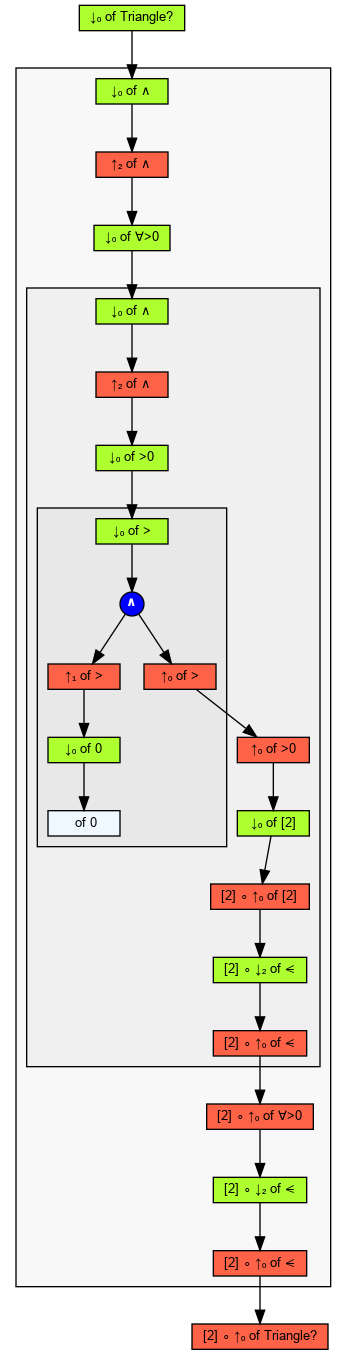 ↓₀ of Triangle?
↓₀ of ∧
↑₂ of ∧
↓₀ of ∀>0
↓₀ of ∧
↑₂ of ∧
↓₀ of >0
↓₀ of >
∧
↑₁ of >
↑₀ of >
↓₀ of 0
↑₀ of >0
of 0
↓₀ of [2]
[2] ∘ ↑₀ of [2]
[2] ∘ ↓₂ of ⋖
[2] ∘ ↑₀ of ⋖
[2] ∘ ↑₀ of ∀>0
[2] ∘ ↓₂ of ⋖
[2] ∘ ↑₀ of ⋖
[2] ∘ ↑₀ of Triangle?